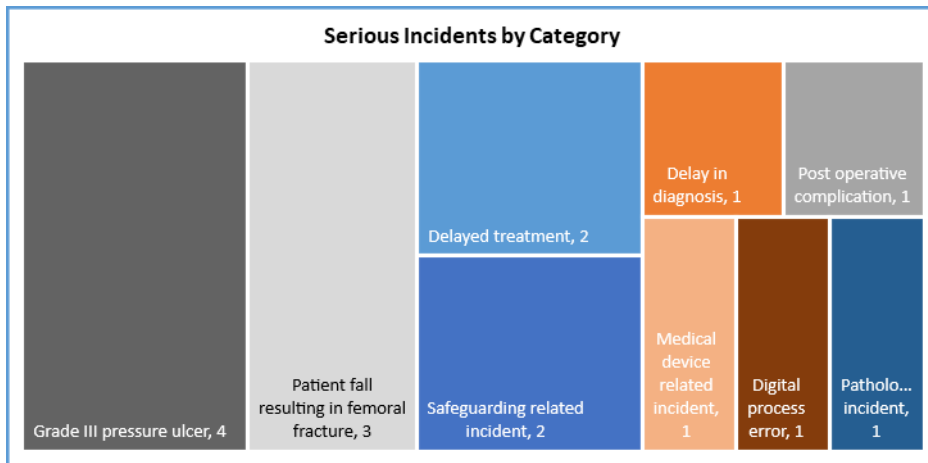 Serious Incidents by Category
Grade III pressure ulcer, 4
Patient fall
resulting in femoral
fracture, 3
Delayed treatment, 2
Safeguarding related
incident, 2
Delay in
diagnosis, 1
Post operative
complication, 1
Medical
device
related
incident,
1
Digital
process
error, 1
Patholo...
incident,
1